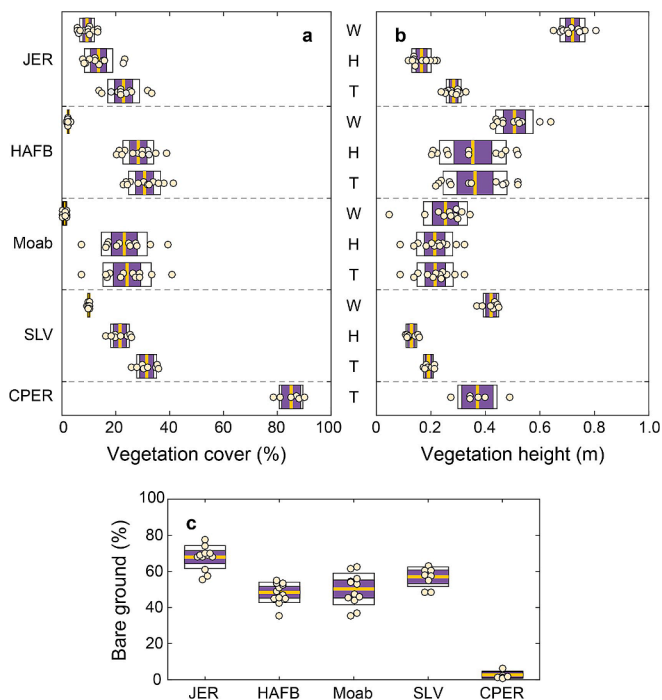 a
b
JER
W
H
T
HAFB
W
H
T
Moab
W
H
T
SLV
W
H
T
CPER
T
0 20 40 60 80 100
0 0.2 0.4 0.6 0.8 1.0
Vegetation cover (%)
Vegetation height (m)
c
100
80
60
40
20
0
Bare ground (%)
JER HAFB Moab SLV CPER